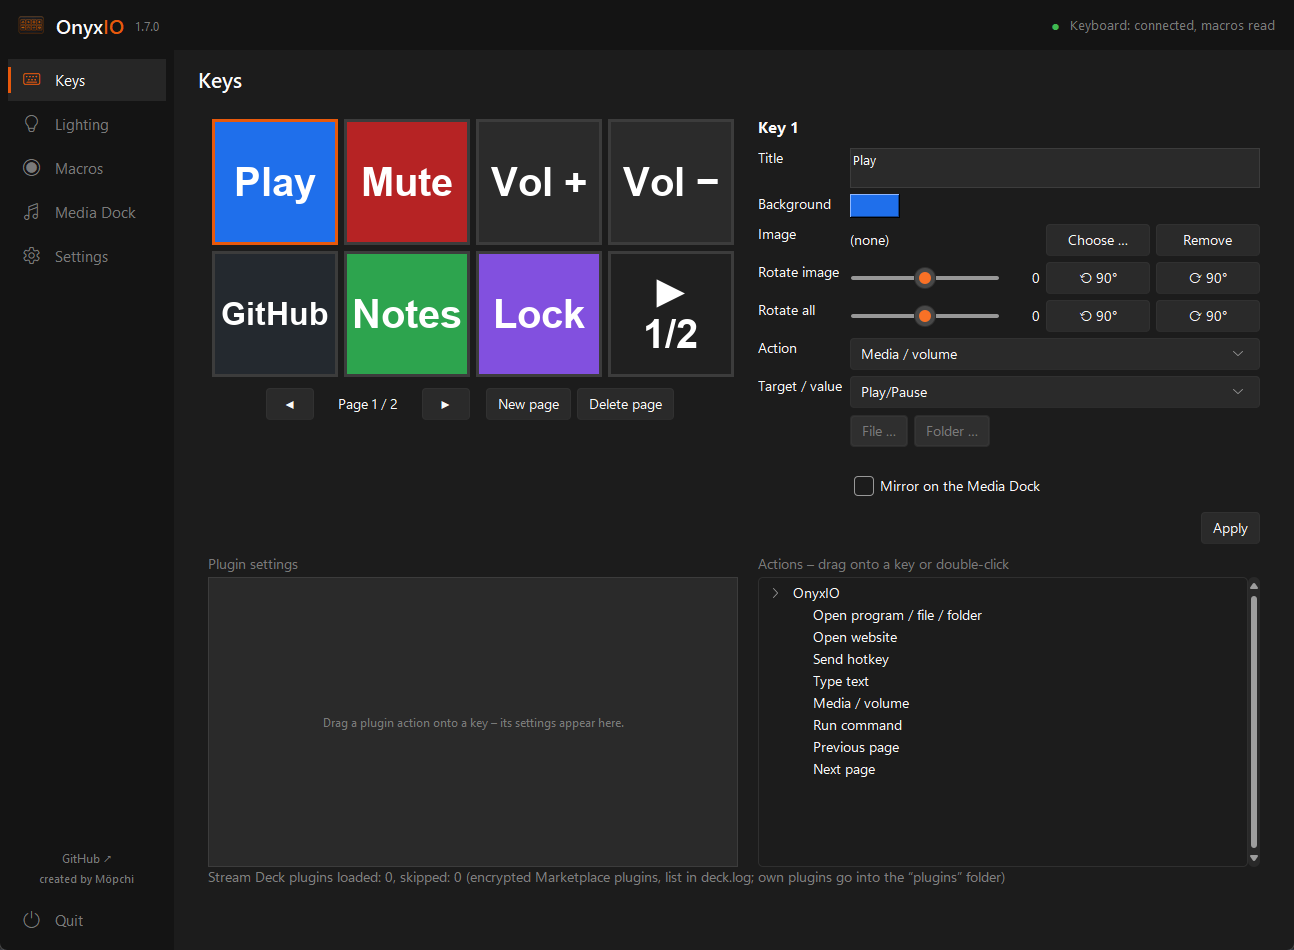 OnyxIO 1.7.0
Keyboard: connected, macros read
Keys
Lighting
Macros
Media Dock
Settings
GitHub ↗
created by Möpchi
Quit
Keys
Play
Mute
Vol +
Vol −
GitHub
Notes
Lock
▶
1/2
◄
Page 1 / 2
►
New page
Delete page
Key 1
Title
Play
Background
Image
(none)
Choose ...
Remove
Rotate image
0
⟲ 90°
⟳ 90°
Rotate all
0
⟲ 90°
⟳ 90°
Action
Media / volume
Target / value
Play/Pause
File ...
Folder ...
Mirror on the Media Dock
Apply
Plugin settings
Drag a plugin action onto a key – its settings appear here.
Actions – drag onto a key or double-click
OnyxIO
Open program / file / folder
Open website
Send hotkey
Type text
Media / volume
Run command
Previous page
Next page
Stream Deck plugins loaded: 0, skipped: 0 (encrypted Marketplace plugins, list in deck.log; own plugins go into the “plugins” folder)